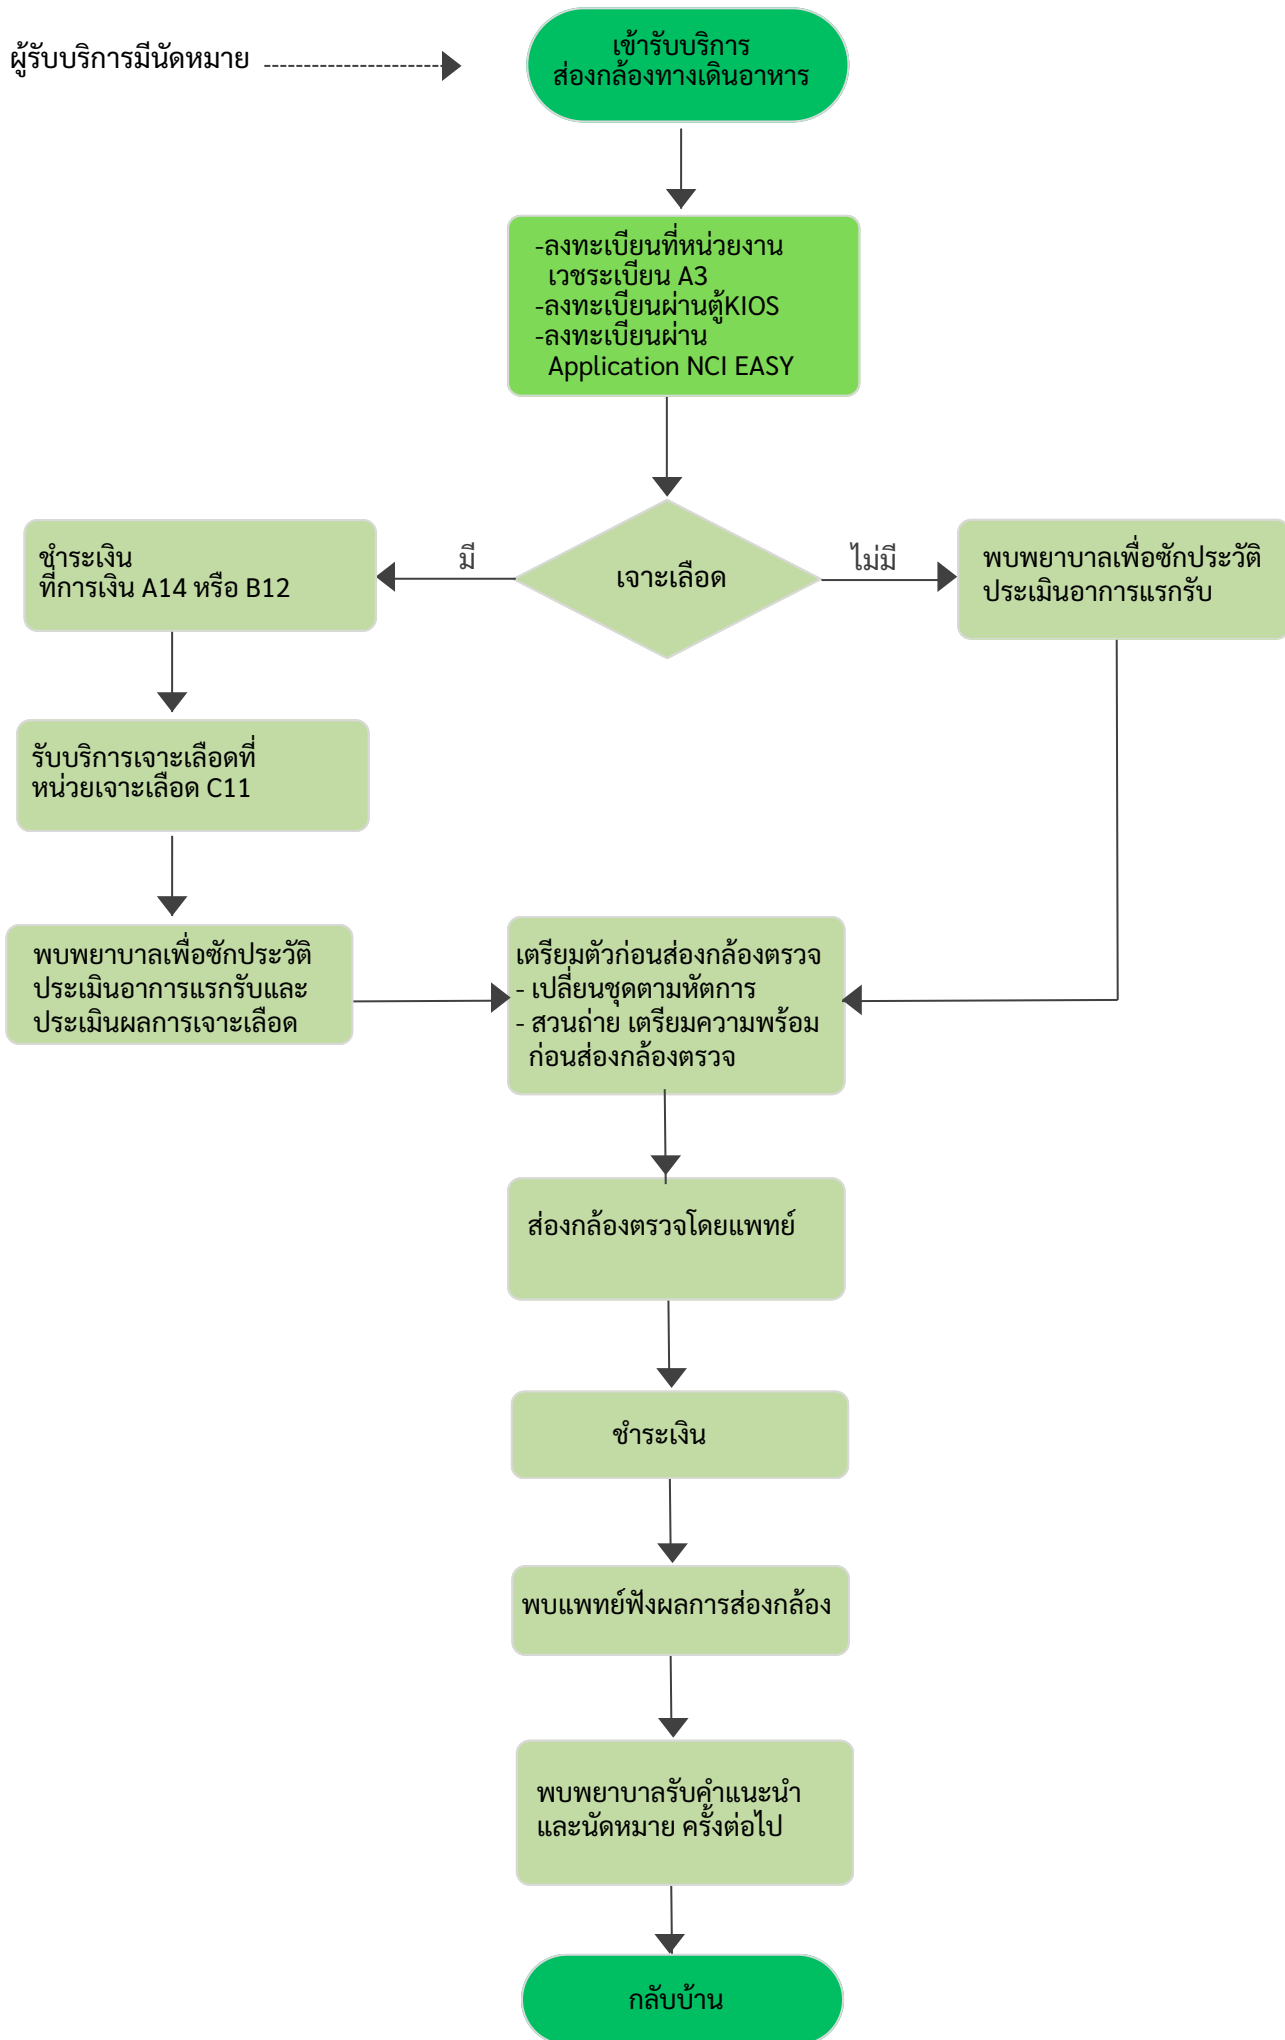 ผู้รับบริการมีนัดหมาย
เข้ารับบริการ
ส่องกล้องทางเดินอาหาร
-ลงทะเบียนที่หน่วยงาน
เวชระเบียน A3
-ลงทะเบียนผ่านตู้KIOS
-ลงทะเบียนผ่าน
Application NCI EASY
เจาะเลือด
มี
ไม่มี
ชำระเงิน
ที่การเงิน A14 หรือ B12
พบพยาบาลเพื่อซักประวัติ
ประเมินอาการแรกรับ
รับบริการเจาะเลือดที่
หน่วยเจาะเลือด C11
พบพยาบาลเพื่อซักประวัติ
ประเมินอาการแรกรับและ
ประเมินผลการเจาะเลือด
เตรียมตัวก่อนส่องกล้องตรวจ
- เปลี่ยนชุดตามหัตการ
- สวนถ่าย เตรียมความพร้อม
ก่อนส่องกล้องตรวจ
ส่องกล้องตรวจโดยแพทย์
ชำระเงิน
พบแพทย์ฟังผลการส่องกล้อง
พบพยาบาลรับคำแนะนำ
และนัดหมาย ครั้งต่อไป
กลับบ้าน